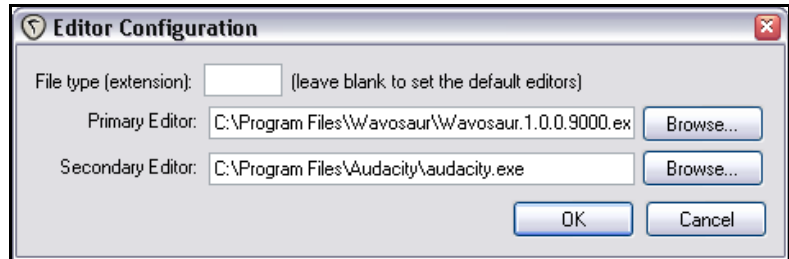 Editor Configuration
File type (extension): (leave blank to set the default editors)
Primary Editor: C:\Program Files\Wavosaur\Wavosaur.1.0.0.9000.ex Browse...
Secondary Editor: C:\Program Files\Audacity\audacity.exe Browse...
OK Cancel